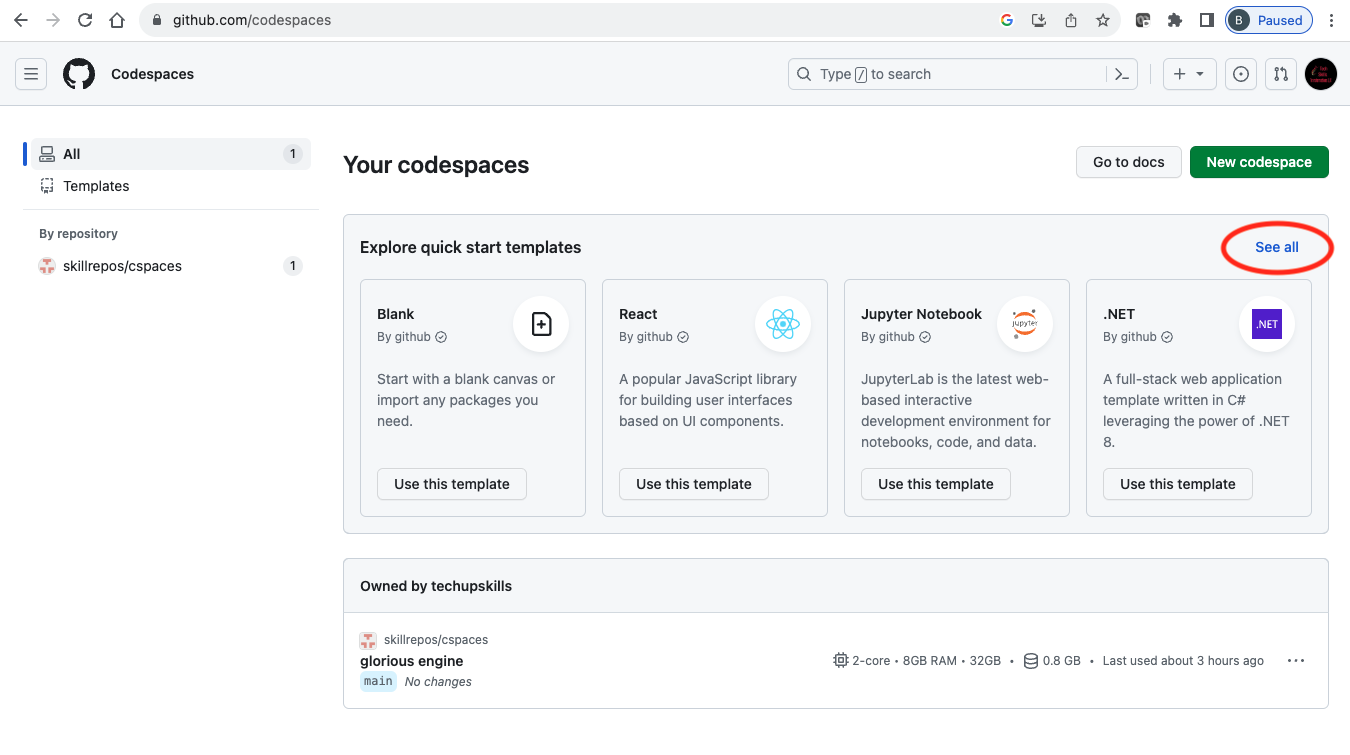 github.com/codespaces
B Paused
Codespaces
Type / to search
All 1
Templates
By repository
skillrepos/cspaces 1
Your codespaces
Go to docs
New codespace
Explore quick start templates
See all
Blank
By github
Start with a blank canvas or
import any packages you
need.
Use this template
React
By github
A popular JavaScript library
for building user interfaces
based on UI components.
Use this template
Jupyter Notebook
By github
jupyter
JupyterLab is the latest web-
based interactive
development environment for
notebooks, code, and data.
Use this template
.NET
By github
.NET
A full-stack web application
template written in C#
leveraging the power of .NET
8.
Use this template
Owned by techupskills
skillrepos/cspaces
glorious engine
main No changes
2-core • 8GB RAM • 32GB • 0.8 GB • Last used about 3 hours ago